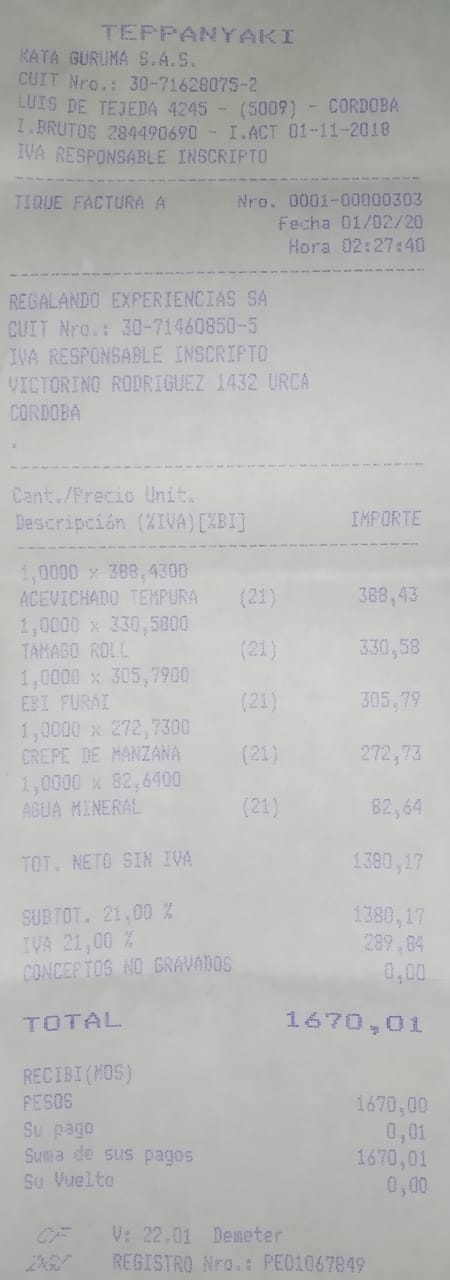 TEPPANYAKI
KATA GURUMA S.A.S.
CUIT Nro.: 30-71628075-2
LUIS DE TEJEDA 4245 - (5009) - CORDOBA
I.BRUTOS 284490690 - I.ACT 01-11-2018
IVA RESPONSABLE INSCRIPTO
TIQUE FACTURA A Nro. 0001-00000303
Fecha 01/02/20
Hora 02:27:40
REGALANDO EXPERIENCIAS SA
CUIT Nro.: 30-71460850-5
IVA RESPONSABLE INSCRIPTO
VICTORINO RODRIGUEZ 1432 URCA
CORDOBA
.
Cant./Precio Unit.
Descripción (%IVA)[%BI] IMPORTE
1,0000 x 388,4300
ACEVICHADO TEMPURA (21) 388,43
1,0000 x 330,5800
TAMAGO ROLL (21) 330,58
1,0000 x 305,7900
EBI FURAI (21) 305,79
1,0000 x 272,7300
CREPE DE MANZANA (21) 272,73
1,0000 x 82,6400
AGUA MINERAL (21) 82,64
TOT. NETO SIN IVA 1380,17
SUBTOT. 21,00 % 1380,17
IVA 21,00 % 289,84
CONCEPTOS NO GRAVADOS 0,00
TOTAL 1670,01
RECIBI(MOS)
PESOS 1670,00
Su pago 0,01
Suma de sus pagos 1670,01
Su Vuelto 0,00
CF V: 22.01 Demeter
REGISTRO Nro.: PEO1067849